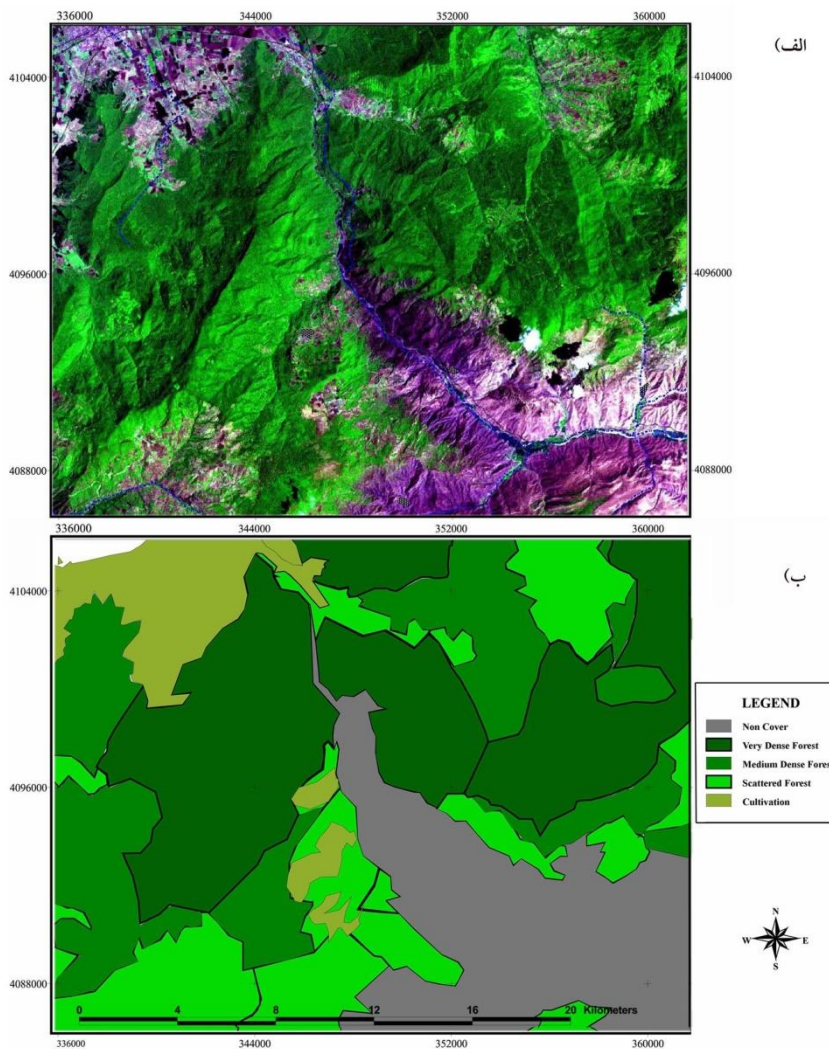 336000 344000 352000 360000
الف)
4104000 4104000
4096000 4096000
4088000 4088000
336000 344000 352000 360000
ب)
4104000
LEGEND
Non Cover
Very Dense Forest
Medium Dense Forest
Scattered Forest
Cultivation
4096000
N
W E
S
4088000
0 4 8 12 16 20 Kilometers
336000 344000 352000 360000